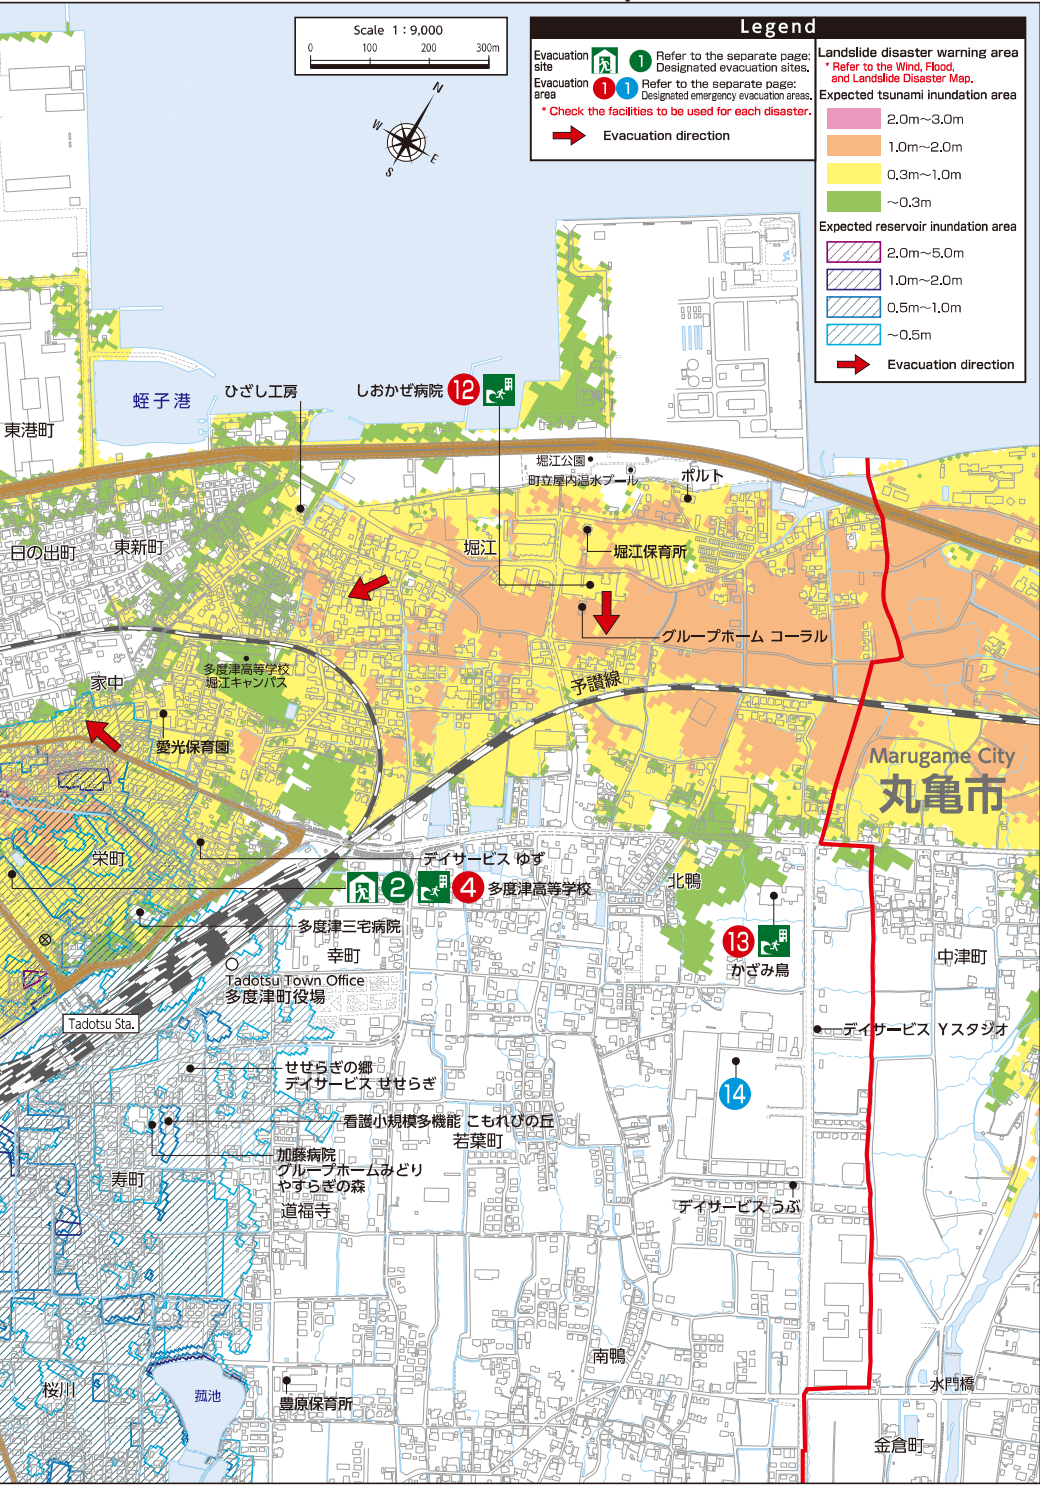 Scale 1：9,000
0 100 200 300m
N
W
E
S
Legend
Evacuation site
1 Refer to the separate page: Designated evacuation sites.
Evacuation area
1 1 Refer to the separate page: Designated emergency evacuation areas.
* Check the facilities to be used for each disaster.
Evacuation direction
Landslide disaster warning area
* Refer to the Wind, Flood, and Landslide Disaster Map.
Expected tsunami inundation area
2.0m～3.0m
1.0m～2.0m
0.3m～1.0m
～0.3m
Expected reservoir inundation area
2.0m～5.0m
1.0m～2.0m
0.5m～1.0m
～0.5m
Evacuation direction
蛭子港
ひざし工房
しおかぜ病院 12
東港町
堀江公園
町立屋内温水プール
ポルト
日の出町
東新町
堀江
堀江保育所
グループホーム コーラル
多度津高等学校
堀江キャンパス
家中
予讃線
愛光保育園
Marugame City
丸亀市
栄町
デイサービス ゆず
2 4 多度津高等学校
北鴨
多度津三宅病院
13
かざみ鳥
幸町
中津町
Tadotsu Town Office
多度津町役場
Tadotsu Sta.
デイサービス Yスタジオ
せせらぎの郷
デイサービス せせらぎ
14
看護小規模多機能 こもれびの丘
若葉町
加藤病院
グループホームみどり
やすらぎの森
寿町
道福寺
デイサービス うぶ
南鴨
桜川
菰池
豊原保育所
水門橋
金倉町